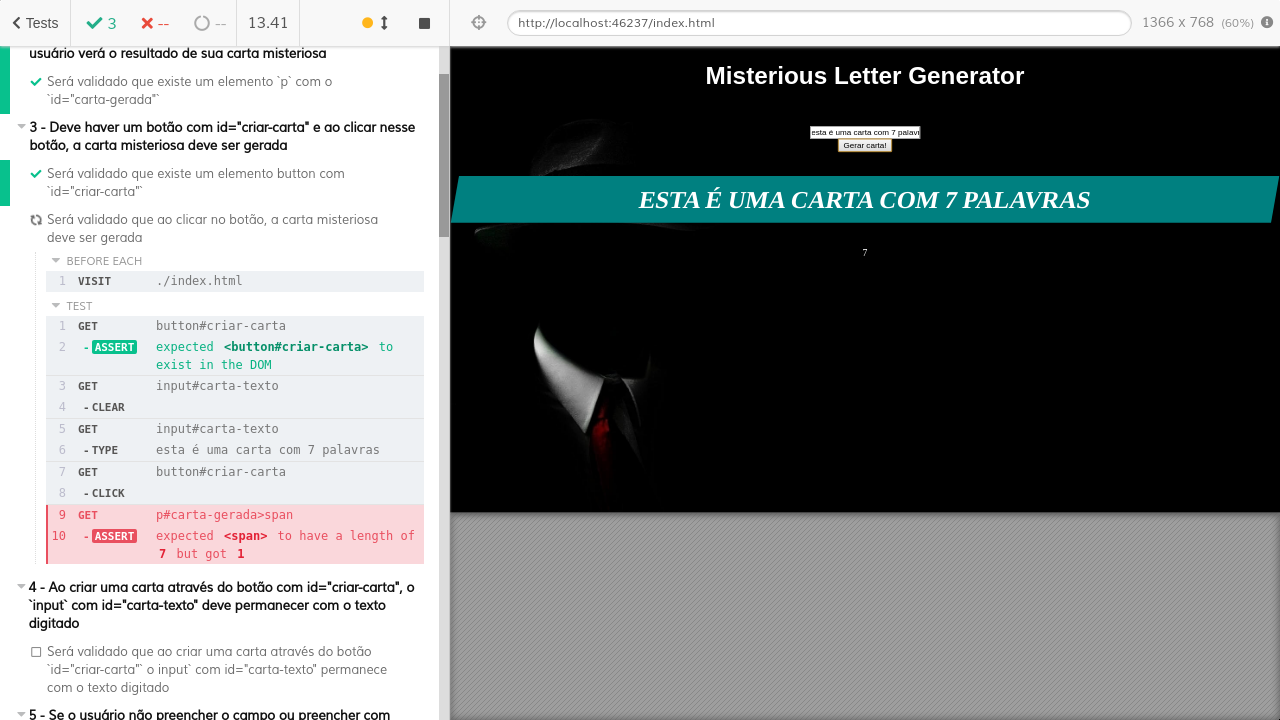 Tests
3
--
--
13.41
http://localhost:46237/index.html
1366 x 768 (60%)
usuário verá o resultado de sua carta misteriosa
Será validado que existe um elemento `p` com o
`id="carta-gerada"`
3 - Deve haver um botão com id="criar-carta" e ao clicar nesse
botão, a carta misteriosa deve ser gerada
Será validado que existe um elemento button com
`id="criar-carta"`
Será validado que ao clicar no botão, a carta misteriosa
deve ser gerada
BEFORE EACH
1 VISIT ./index.html
TEST
1 GET button#criar-carta
2 - ASSERT expected <button#criar-carta> to
exist in the DOM
3 GET input#carta-texto
4 - CLEAR
5 GET input#carta-texto
6 - TYPE esta é uma carta com 7 palavras
7 GET button#criar-carta
8 - CLICK
9 GET p#carta-gerada>span
10 - ASSERT expected <span> to have a length of
7 but got 1
4 - Ao criar uma carta através do botão com id="criar-carta", o
`input` com id="carta-texto" deve permanecer com o texto
digitado
Será validado que ao criar uma carta através do botão
`id="criar-carta"` o input` com id="carta-texto" permanece
com o texto digitado
5 - Se o usuário não preencher o campo ou preencher com
Misterious Letter Generator
esta é uma carta com 7 palavr
Gerar carta!
ESTA É UMA CARTA COM 7 PALAVRAS
7